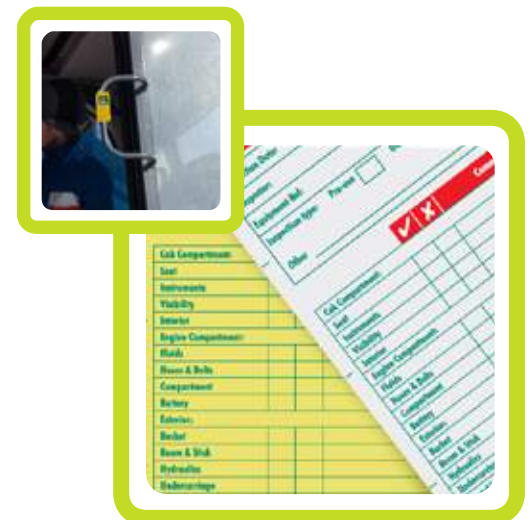 Inspection type:
Pre-use
Equipment Ref:
Other
Cab Compartment:
Seat
Instruments
Visibility
Interior
Engine Compartment:
Fluids
Hoses & Belts
Compartment
Battery
Exterior:
Bucket
Boom & Stick
Hydraulics
Undercarriage
Cab Compartment:
Seat
Instruments
Visibility
Interior
Engine Compartment:
Fluids
Hoses & Belts
Compartment
Battery
Exterior:
Bucket
Boom & Stick
Hydraulics
Undercarriage